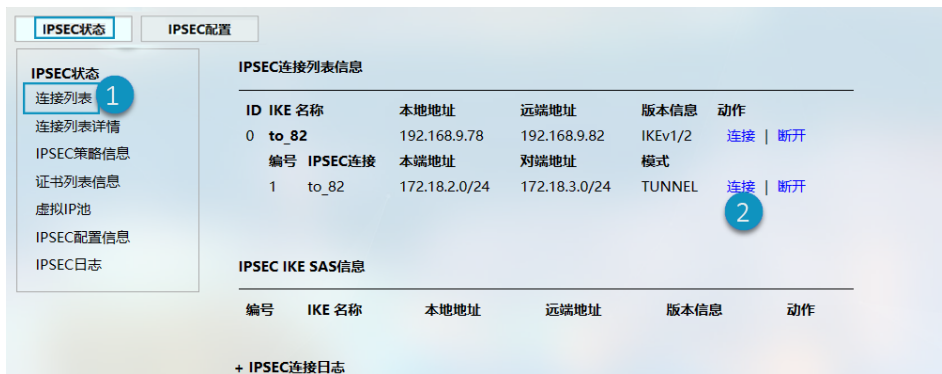 IPSEC状态 IPSEC配置
IPSEC状态
连接列表 1
连接列表详情
IPSEC策略信息
证书列表信息
虚拟IP池
IPSEC配置信息
IPSEC日志
IPSEC连接列表信息
ID IKE 名称 本地地址 远端地址 版本信息 动作
0 to_82 192.168.9.78 192.168.9.82 IKEv1/2 连接 | 断开
编号 IPSEC连接 本端地址 对端地址 模式
1 to_82 172.18.2.0/24 172.18.3.0/24 TUNNEL 连接 | 断开
2
IPSEC IKE SAS信息
编号 IKE 名称 本地地址 远端地址 版本信息 动作
+ IPSEC连接日志